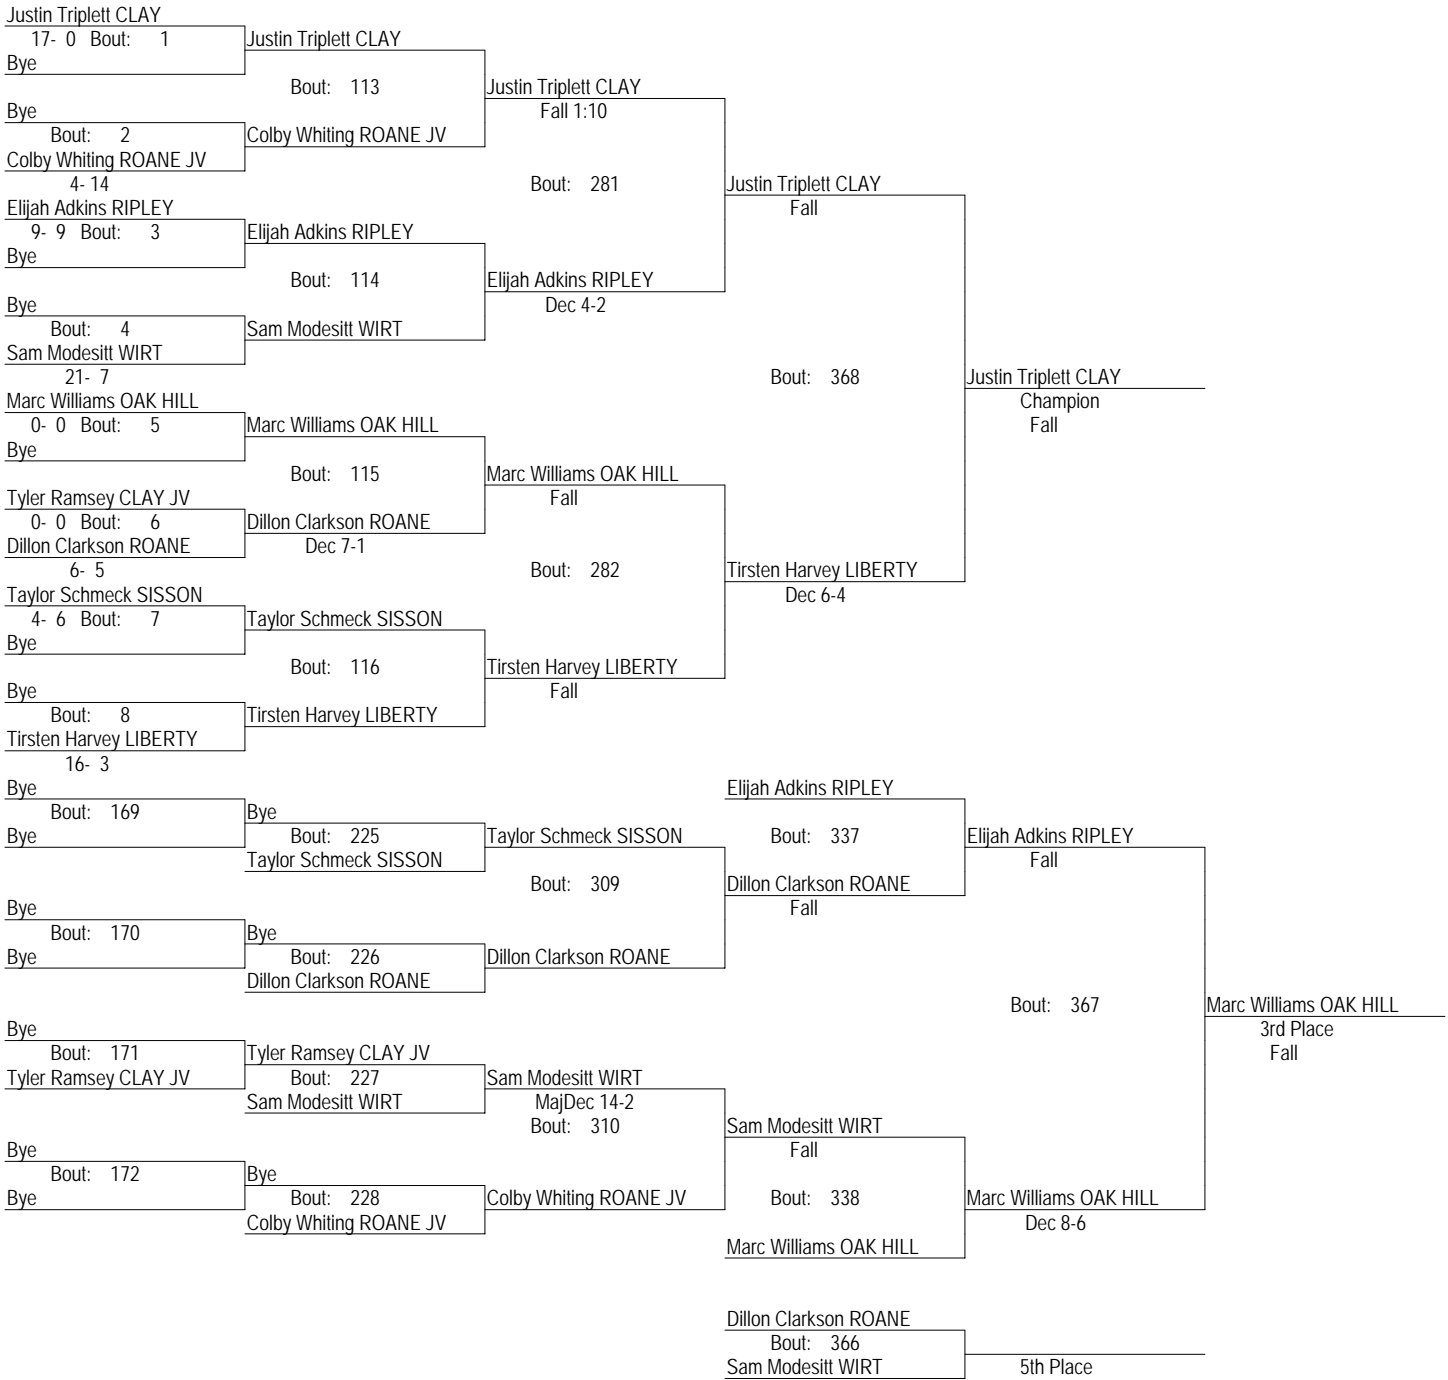 Justin Triplett CLAY
17- 0 Bout: 1 Justin Triplett CLAY
Bye
Bout: 113 Justin Triplett CLAY
Bye Fall 1:10
Bout: 2 Colby Whiting ROANE JV
Colby Whiting ROANE JV
4- 14 Bout: 281 Justin Triplett CLAY
Elijah Adkins RIPLEY Fall
9- 9 Bout: 3 Elijah Adkins RIPLEY
Bye
Bout: 114 Elijah Adkins RIPLEY
Bye Dec 4-2
Bout: 4 Sam Modesitt WIRT
Sam Modesitt WIRT
21- 7 Bout: 368 Justin Triplett CLAY
Marc Williams OAK HILL Champion
0- 0 Bout: 5 Marc Williams OAK HILL Fall
Bye
Bout: 115 Marc Williams OAK HILL
Tyler Ramsey CLAY JV Fall
0- 0 Bout: 6 Dillon Clarkson ROANE
Dillon Clarkson ROANE Dec 7-1
6- 5 Bout: 282 Tirsten Harvey LIBERTY
Taylor Schmeck SISSON Dec 6-4
4- 6 Bout: 7 Taylor Schmeck SISSON
Bye
Bout: 116 Tirsten Harvey LIBERTY
Bye Fall
Bout: 8 Tirsten Harvey LIBERTY
Tirsten Harvey LIBERTY
16- 3
Bye Elijah Adkins RIPLEY
Bout: 169 Bye
Bye Bout: 225 Taylor Schmeck SISSON Bout: 337 Elijah Adkins RIPLEY
Taylor Schmeck SISSON Fall
Bout: 309 Dillon Clarkson ROANE
Bye Fall
Bout: 170 Bye
Bye Bout: 226 Dillon Clarkson ROANE
Dillon Clarkson ROANE
Bout: 367 Marc Williams OAK HILL
Bye 3rd Place
Bout: 171 Tyler Ramsey CLAY JV Fall
Tyler Ramsey CLAY JV Bout: 227 Sam Modesitt WIRT
Sam Modesitt WIRT MajDec 14-2
Bout: 310 Sam Modesitt WIRT
Bye Fall
Bout: 172 Bye
Bye Bout: 228 Colby Whiting ROANE JV Bout: 338 Marc Williams OAK HILL
Colby Whiting ROANE JV Dec 8-6
Marc Williams OAK HILL
Dillon Clarkson ROANE
Bout: 366
Sam Modesitt WIRT 5th Place